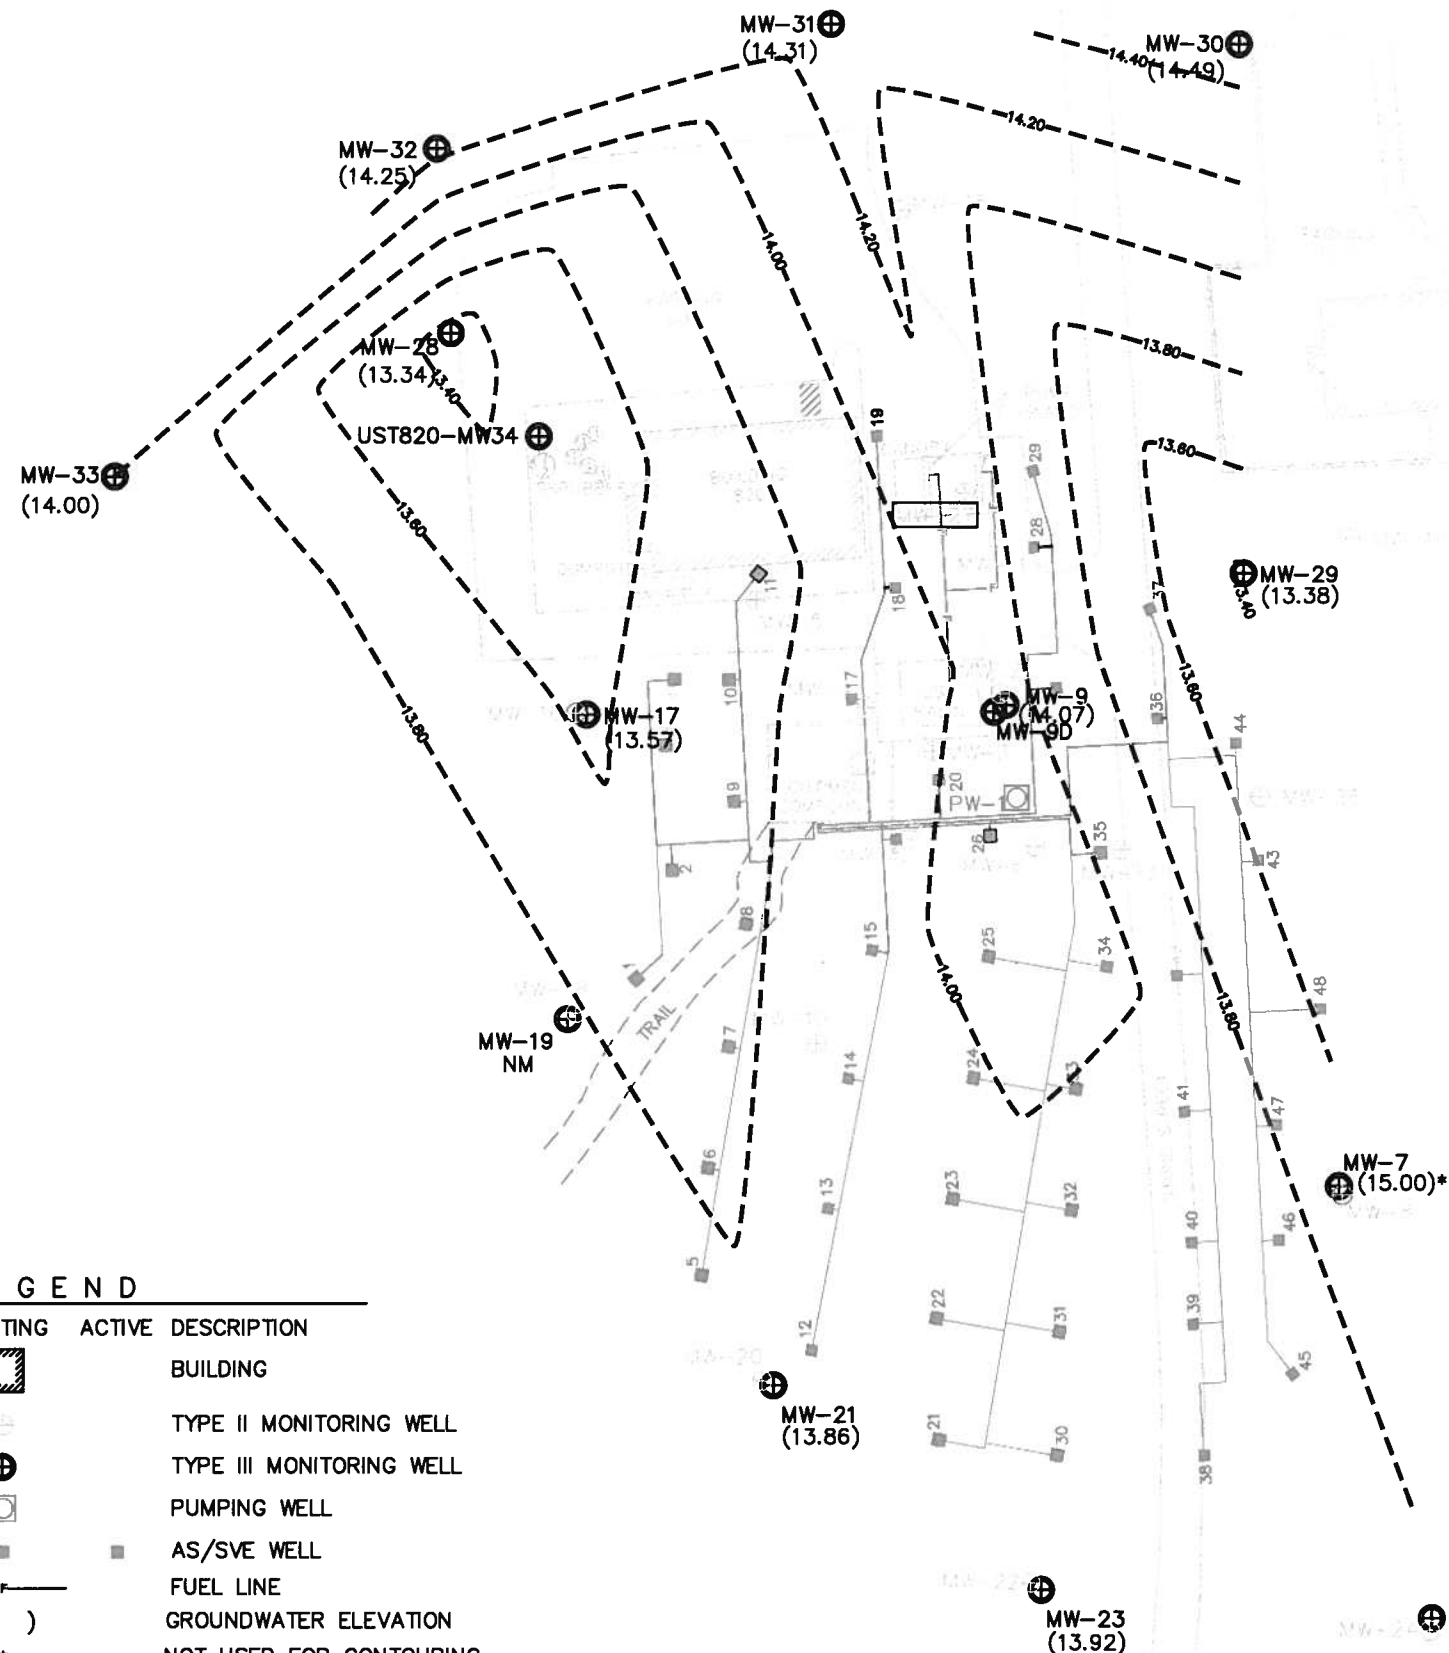 MW-31
(14.31)
MW-30
(14.49)
14.40
14.20
MW-32
(14.25)
14.20
14.00
MW-28
(13.34)
13.40
13.80
UST820-MW34
19
13.60
MW-33
(14.00)
29
13.60
28
MW-29
(13.38)
13.40
11
18
37
10
17
13.60
36
MW-17
(13.57)
MW-9
(14.07)
MW-9D
13.80
44
9
20
PW-1
26
35
43
2
8
15
25
34
14.00
48
13.80
TRAIL
MW-19
NM
7
14
24
33
41
47
6
13
23
32
MW-7
(15.00)*
40
46
5
22
31
39
12
45
MW-21
(13.86)
21
30
38
GEND
TING ACTIVE DESCRIPTION
BUILDING
TYPE II MONITORING WELL
TYPE III MONITORING WELL
PUMPING WELL
AS/SVE WELL
F FUEL LINE
) GROUNDWATER ELEVATION
NOT USED FOR CONTOURING
MW-23
(13.92)